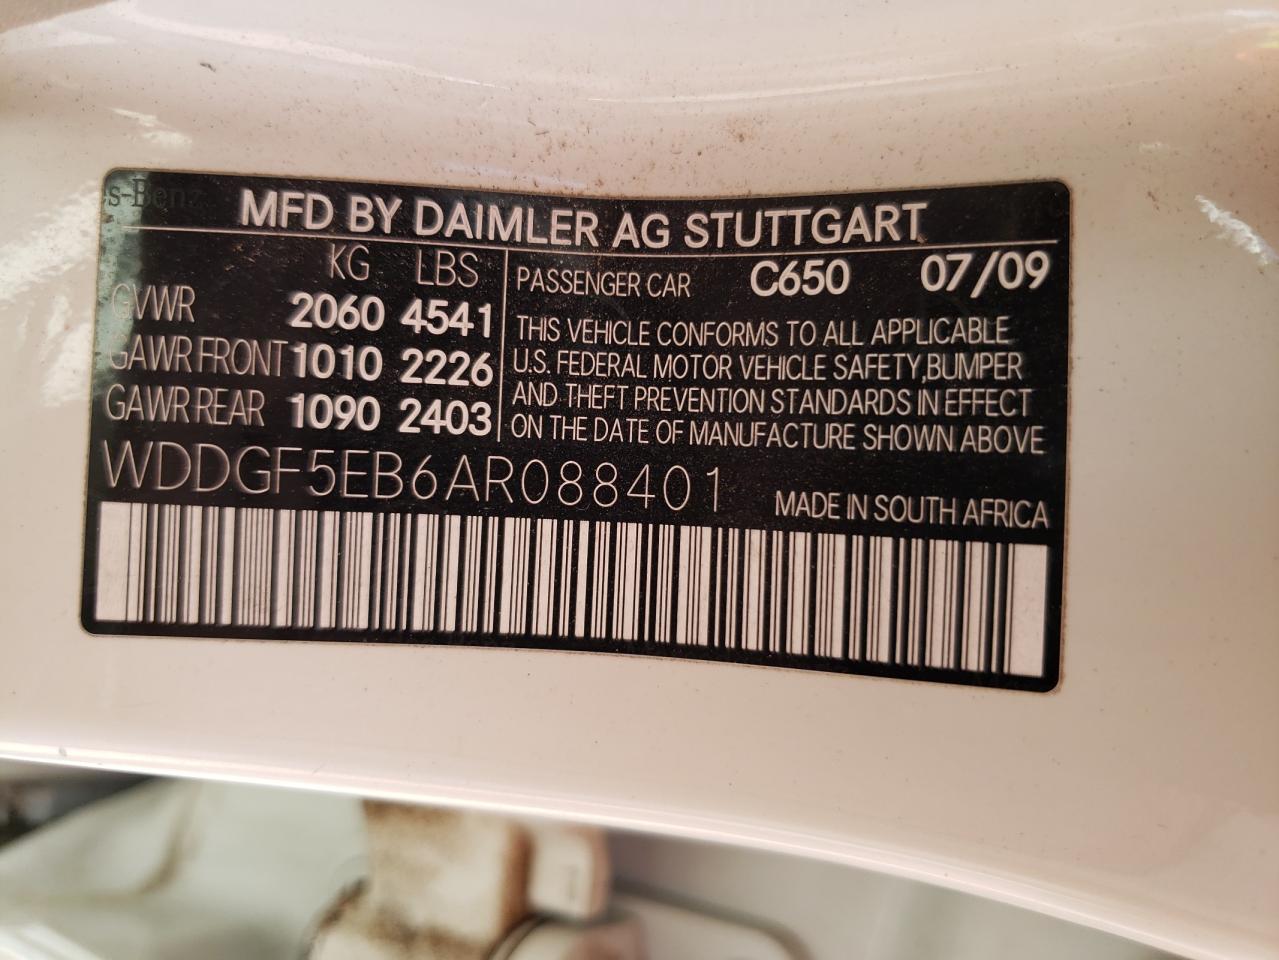 s-Benz
MFD BY DAIMLER AG STUTTGART
KG LBS
GVWR 2060 4541
GAWR FRONT 1010 2226
GAWR REAR 1090 2403
PASSENGER CAR C650 07/09
THIS VEHICLE CONFORMS TO ALL APPLICABLE
U.S. FEDERAL MOTOR VEHICLE SAFETY,BUMPER
AND THEFT PREVENTION STANDARDS IN EFFECT
ON THE DATE OF MANUFACTURE SHOWN ABOVE
WDDGF5EB6AR088401
MADE IN SOUTH AFRICA